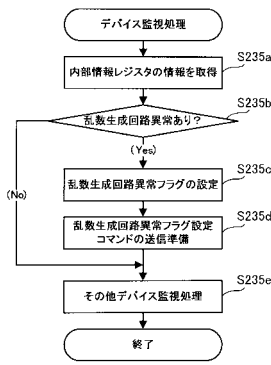 デバイス監視処理
S235a
内部情報レジスタの情報を取得
S235b
乱数生成回路異常あり?
(Yes)
(No)
S235c
乱数生成回路異常フラグの設定
S235d
乱数生成回路異常フラグ設定
コマンドの送信準備
S235e
その他デバイス監視処理
終了